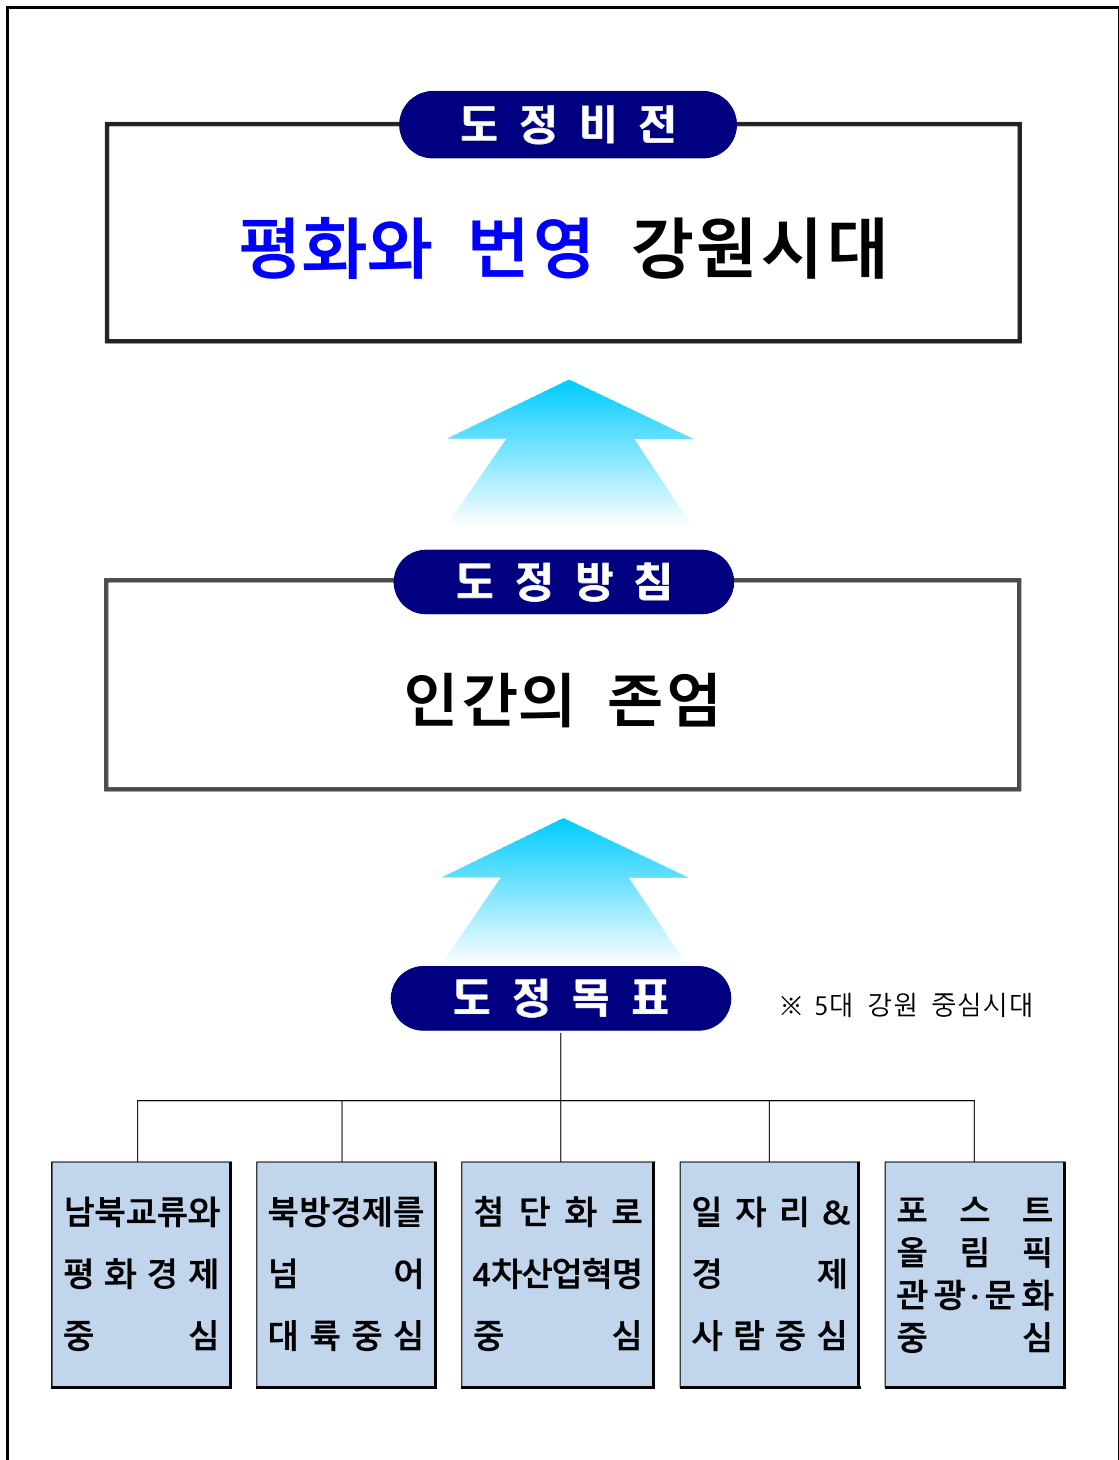 도정비전
평화와 번영 강원시대
도정방침
인간의 존엄
도정목표
※ 5대 강원 중심시대
남북교류와
평화경제
중심
북방경제를
넘어
대륙중심
첨단화로
4차산업혁명
중심
일자리&
경제
사람중심
포스트
올림픽
관광·문화
중심